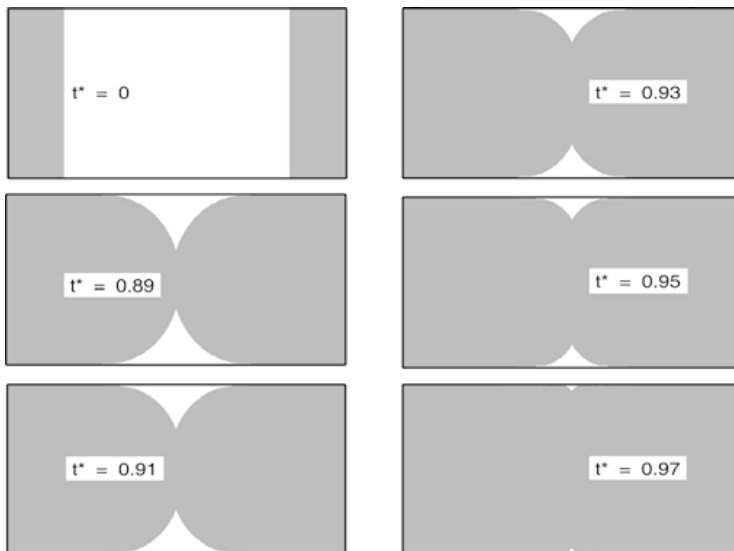 t* = 0
t* = 0.89
t* = 0.91
t* = 0.93
t* = 0.95
t* = 0.97